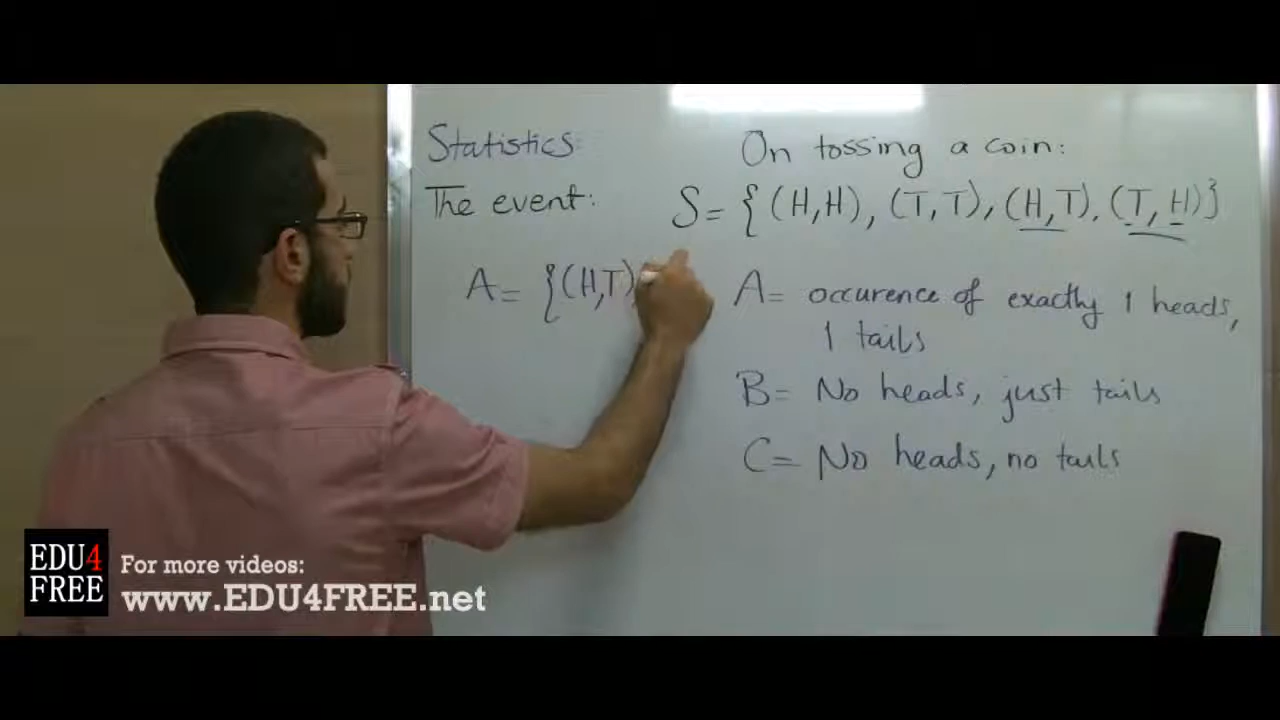 Statistics
The event:
A= {(H,T)
On tossing a coin:
S= {(H,H), (T,T), (H,T), (T,H)}
A= occurence of exactly 1 heads,
1 tails
B= No heads, just tails
C= No heads, no tails
EDU4
FREE
For more videos:
www.EDU4FREE.net